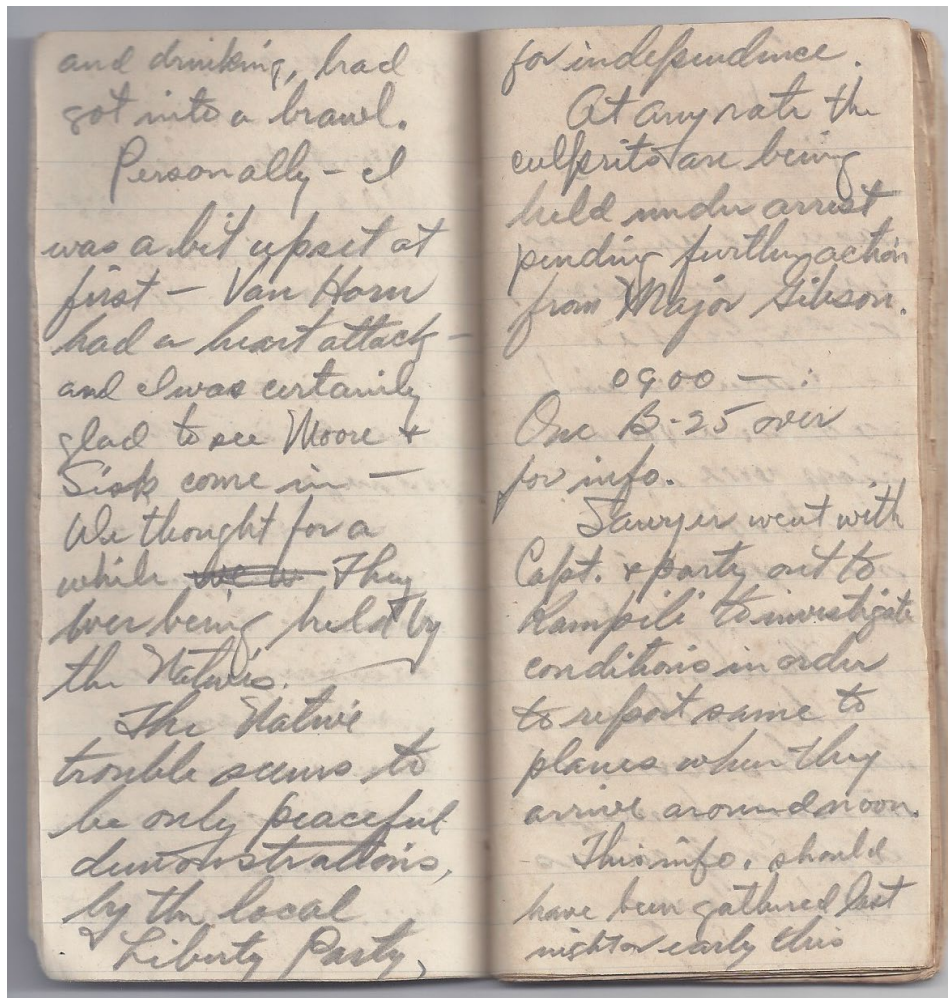 and drinking, had
got into a brawl.
Personally - I
was a bit upset at
first - Van Horn
had a heart attack -
and I was certainly
glad to see Moore +
Sisk come in -
We thought for a
while we w They
wer being held by
the Natives.
The Native
trouble seems to
be only peaceful
demonstrations,
by the local
Liberty Party,
for independence.
At any rate the
culprits are being
held under arrest
pending further action
from Major Gibson.
0900 - :
One B-25 over
for info.
Sawyer went with
Capt. + party out to
Kampili to investigate
conditions in order
to report same to
planes when they
arrive around noon.
This info. should
have been gathered last
night or early this